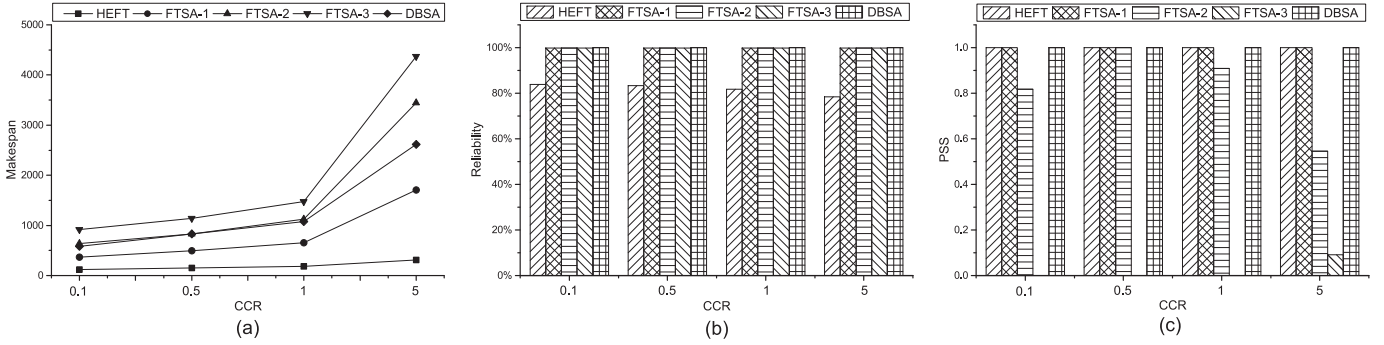 HEFT FTSA-1 FTSA-2 FTSA-3 DBSA
5000
4000
3000
2000
1000
0
Makespan
0.1 0.5 1 5
CCR
(a)
HEFT FTSA-1 FTSA-2 FTSA-3 DBSA
100%
80%
60%
40%
20%
0%
Reliability
0.1 0.5 1 5
CCR
(b)
HEFT FTSA-1 FTSA-2 FTSA-3 DBSA
1.0
0.8
0.6
0.4
0.2
0.0
PSS
0.1 0.5 1 5
CCR
(c)